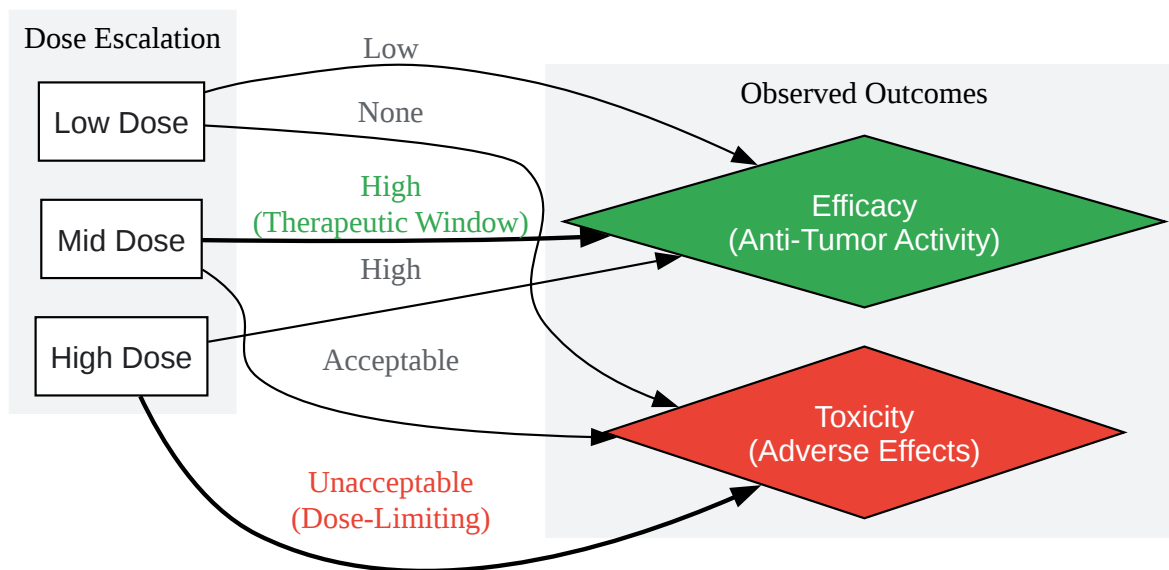 Dose Escalation
Low Dose
Mid Dose
High Dose
Low
None
High
(Therapeutic Window)
High
Acceptable
Unacceptable
(Dose-Limiting)
Observed Outcomes
Efficacy
(Anti-Tumor Activity)
Toxicity
(Adverse Effects)